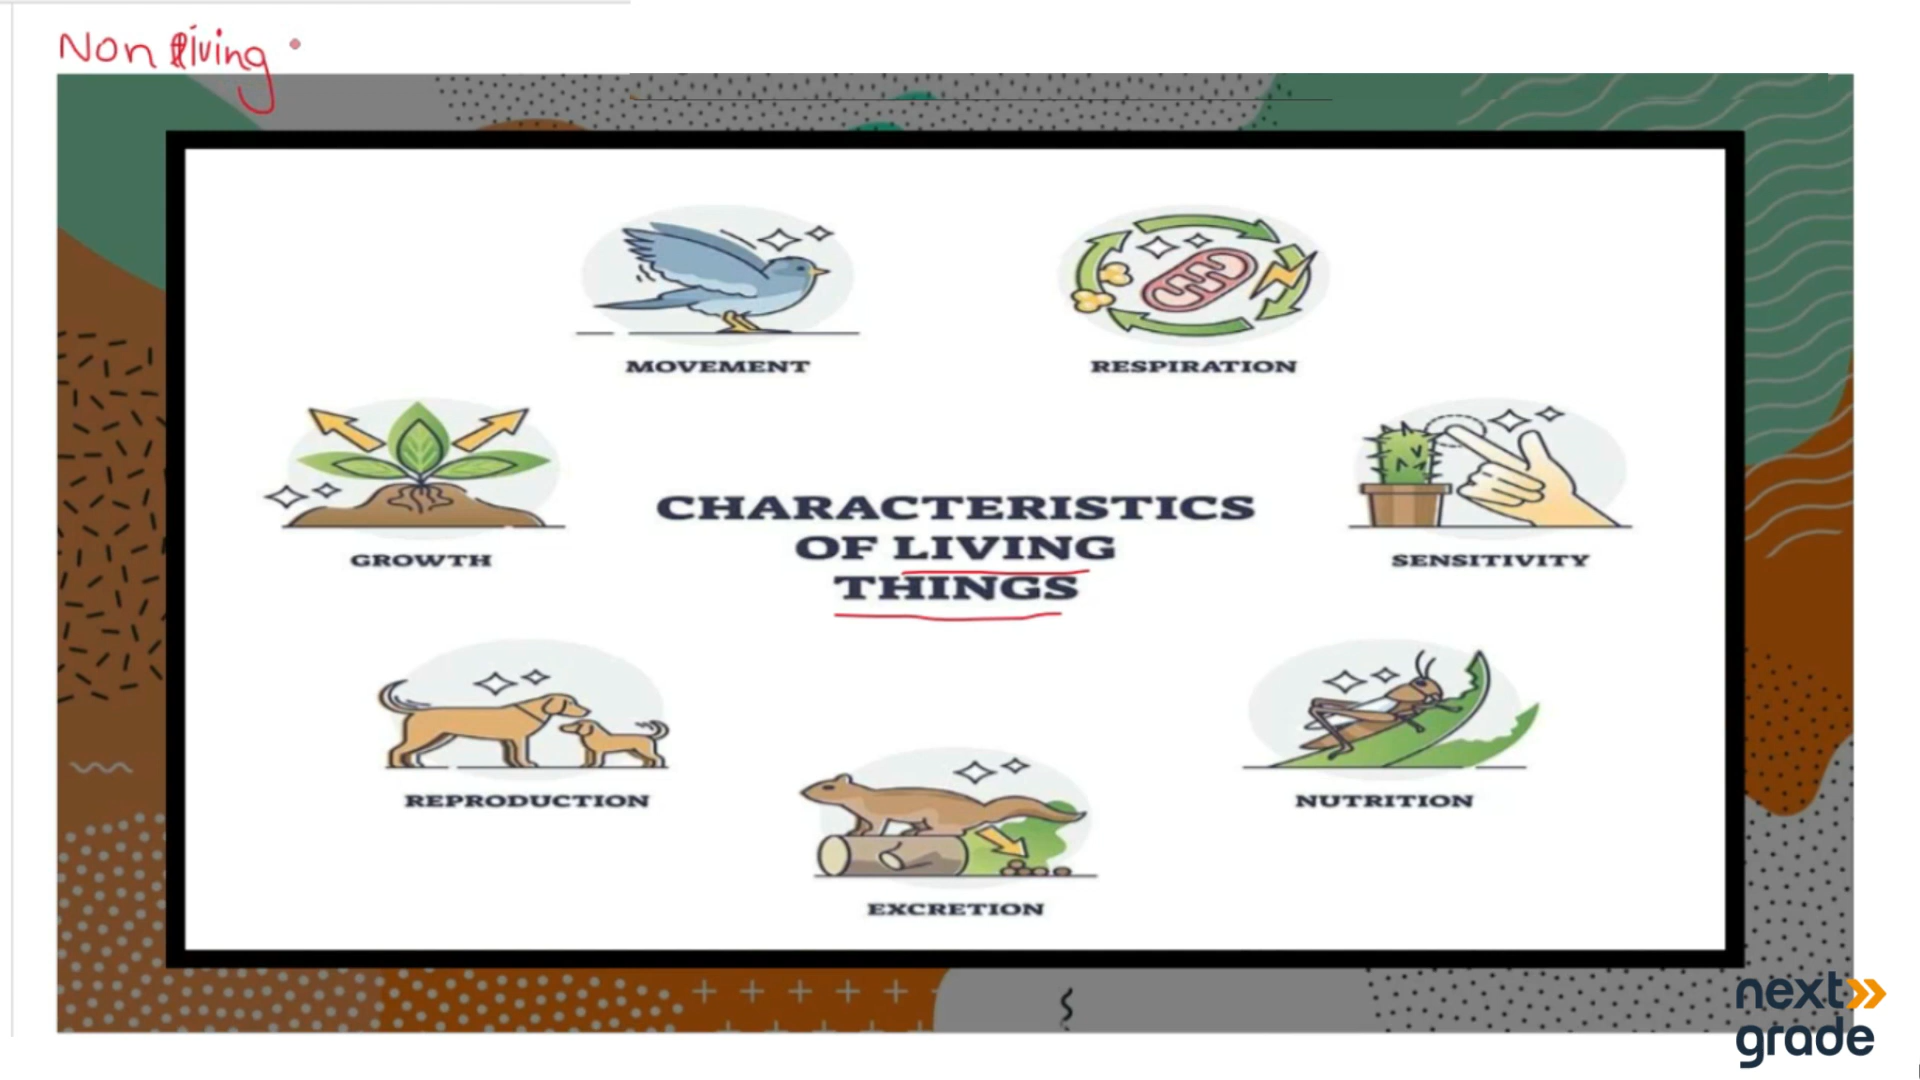 Non living
MOVEMENT
RESPIRATION
GROWTH
CHARACTERISTICS
OF LIVING
THINGS
SENSITIVITY
REPRODUCTION
NUTRITION
EXCRETION
next
grade